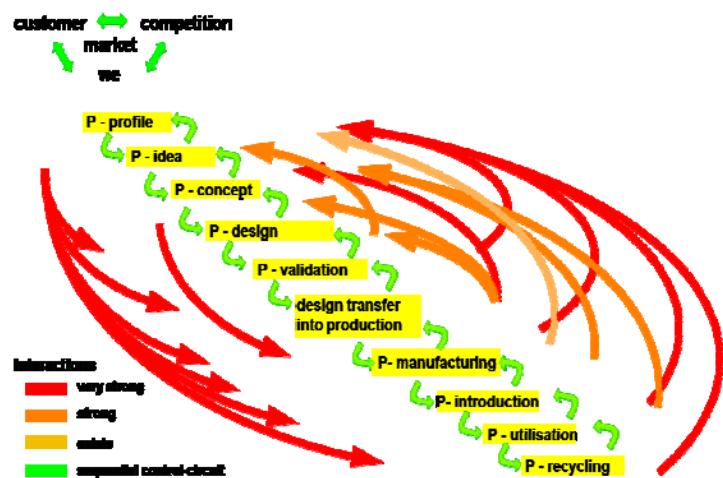 customer competition
market
we
P - profile
P - idea
P - concept
P - design
P - validation
design transfer
into production
P- manufacturing
P- introduction
P - utilisation
P - recycling
Interactions
very strong
strong
exists
sequential control-circuit